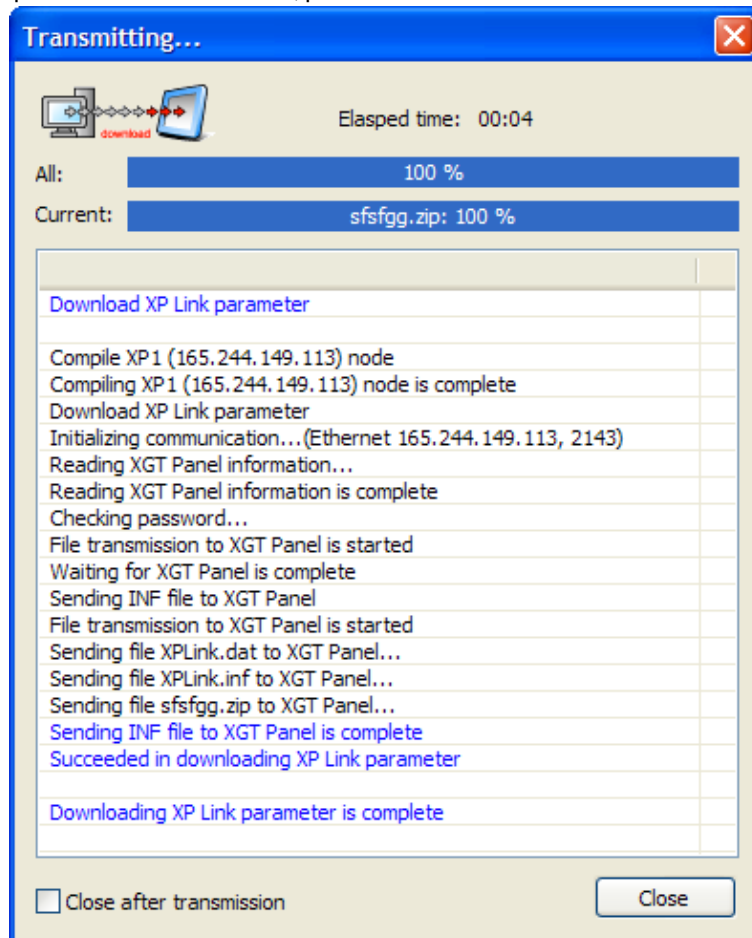 Transmitting...
download
Elasped time: 00:04
All:
100 %
Current:
sfsfgg.zip: 100 %
Download XP Link parameter
Compile XP1 (165.244.149.113) node
Compiling XP1 (165.244.149.113) node is complete
Download XP Link parameter
Initializing communication...(Ethernet 165.244.149.113, 2143)
Reading XGT Panel information...
Reading XGT Panel information is complete
Checking password...
File transmission to XGT Panel is started
Waiting for XGT Panel is complete
Sending INF file to XGT Panel
File transmission to XGT Panel is started
Sending file XPLink.dat to XGT Panel...
Sending file XPLink.inf to XGT Panel...
Sending file sfsfgg.zip to XGT Panel...
Sending INF file to XGT Panel is complete
Succeeded in downloading XP Link parameter
Downloading XP Link parameter is complete
Close after transmission
Close